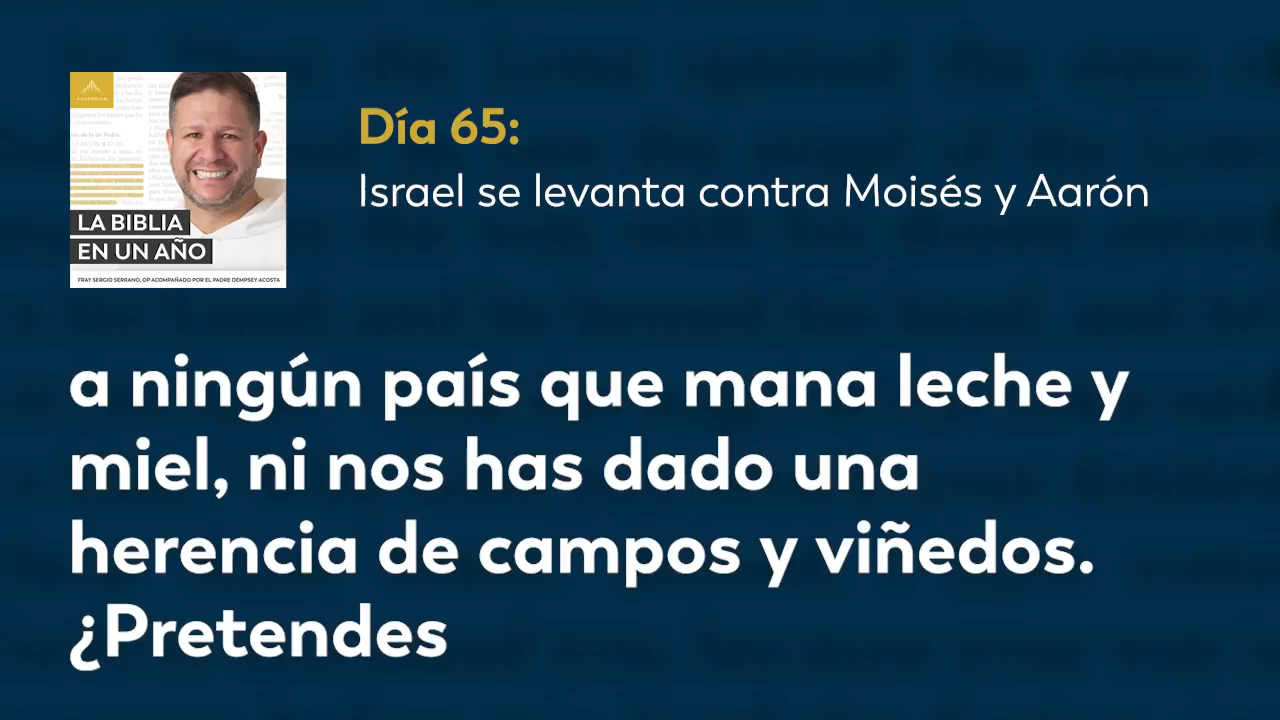 ASCENSION
LA BIBLIA
EN UN AÑO
FRAY SERGIO SERRANO, OP ACOMPAÑADO POR EL PADRE DEMPSEY ACOSTA
Día 65:
Israel se levanta contra Moisés y Aarón
a ningún país que mana leche y
miel, ni nos has dado una
herencia de campos y viñedos.
¿Pretendes